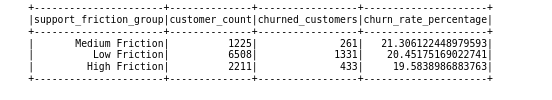 +----------------------+--------------+-----------------+---------------------+
|support_friction_group|customer_count|churned_customers|churn_rate_percentage|
+----------------------+--------------+-----------------+---------------------+
|       Medium Friction|          1225|              261|   21.306122448979593|
|          Low Friction|          6508|             1331|    20.45175169022741|
|         High Friction|          2211|              433|     19.5838986883763|
+----------------------+--------------+-----------------+---------------------+